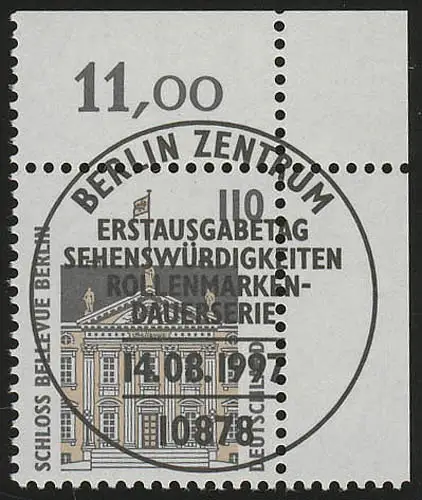 11,00
BERLIN ZENTRUM
110
ERSTAUSGABETAG
SEHENSWÜRDIGKEITEN
ROLLENMARKEN-
DAUERSERIE
14.08.1997
10878
SCHLOSS BELLEVUE BERLIN
DEUTSCHLAND